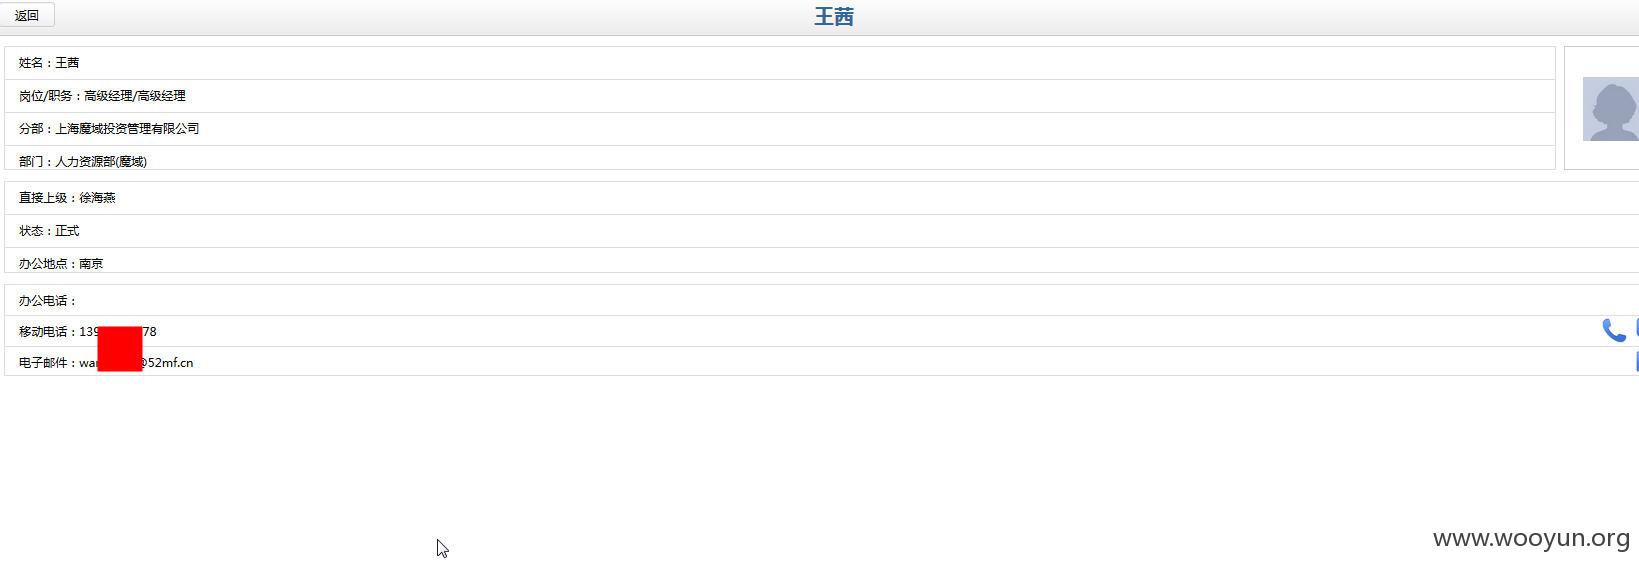 返回
王茜
姓名：王茜
岗位/职务：高级经理/高级经理
分部：上海魔域投资管理有限公司
部门：人力资源部(魔域)
直接上级：徐海燕
状态：正式
办公地点：南京
办公电话：
移动电话：139 78
电子邮件：wan @52mf.cn
www.wooyun.org